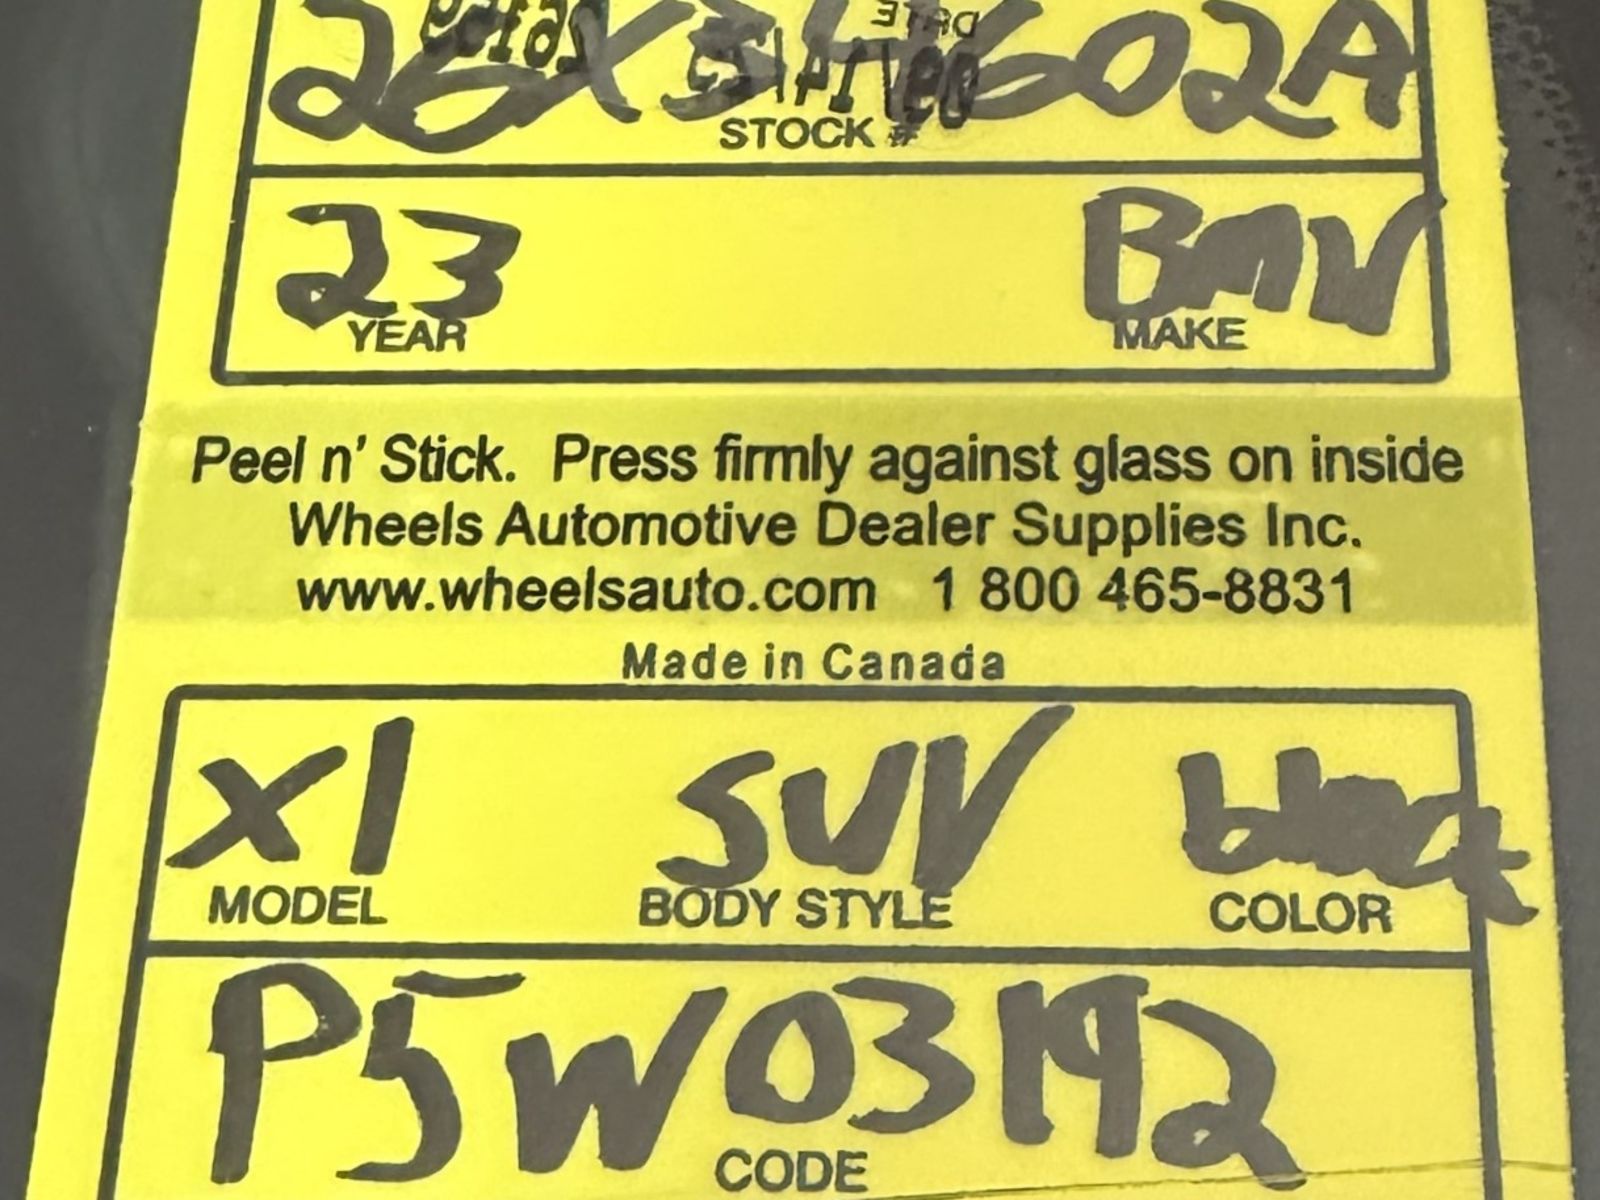 STOCK #
23 BMW
YEAR MAKE
Peel n' Stick. Press firmly against glass on inside
Wheels Automotive Dealer Supplies Inc.
www.wheelsauto.com 1 800 465-8831
Made in Canada
X1 SUV black
MODEL BODY STYLE COLOR
P5W03192
CODE